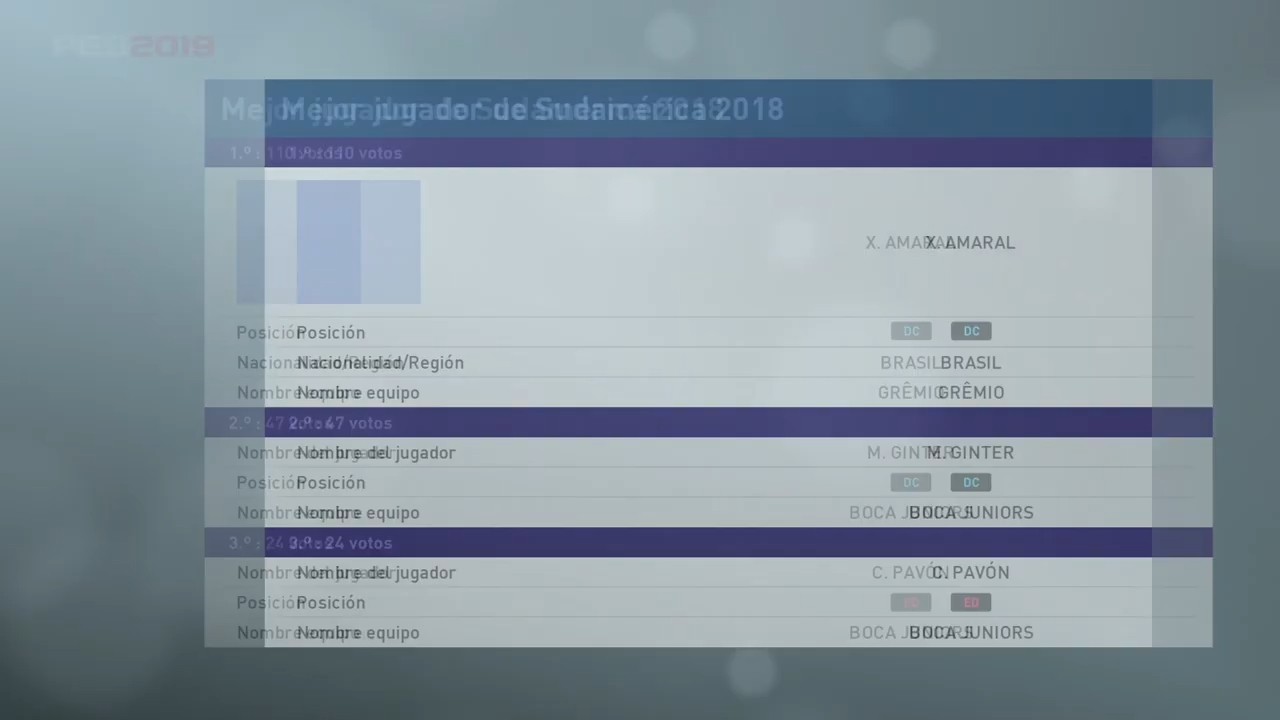 PES2019
Mejor jugador de Sudamérica 2018
1.º : 110 votos
X. AMARAL
Posición DC
Nacionalidad/Región BRASIL
Nombre equipo GRÊMIO
2.º : 47 votos
Nombre del jugador M. GINTER
Posición DC
Nombre equipo BOCA JUNIORS
3.º : 24 votos
Nombre del jugador C. PAVÓN
Posición ED
Nombre equipo BOCA JUNIORS